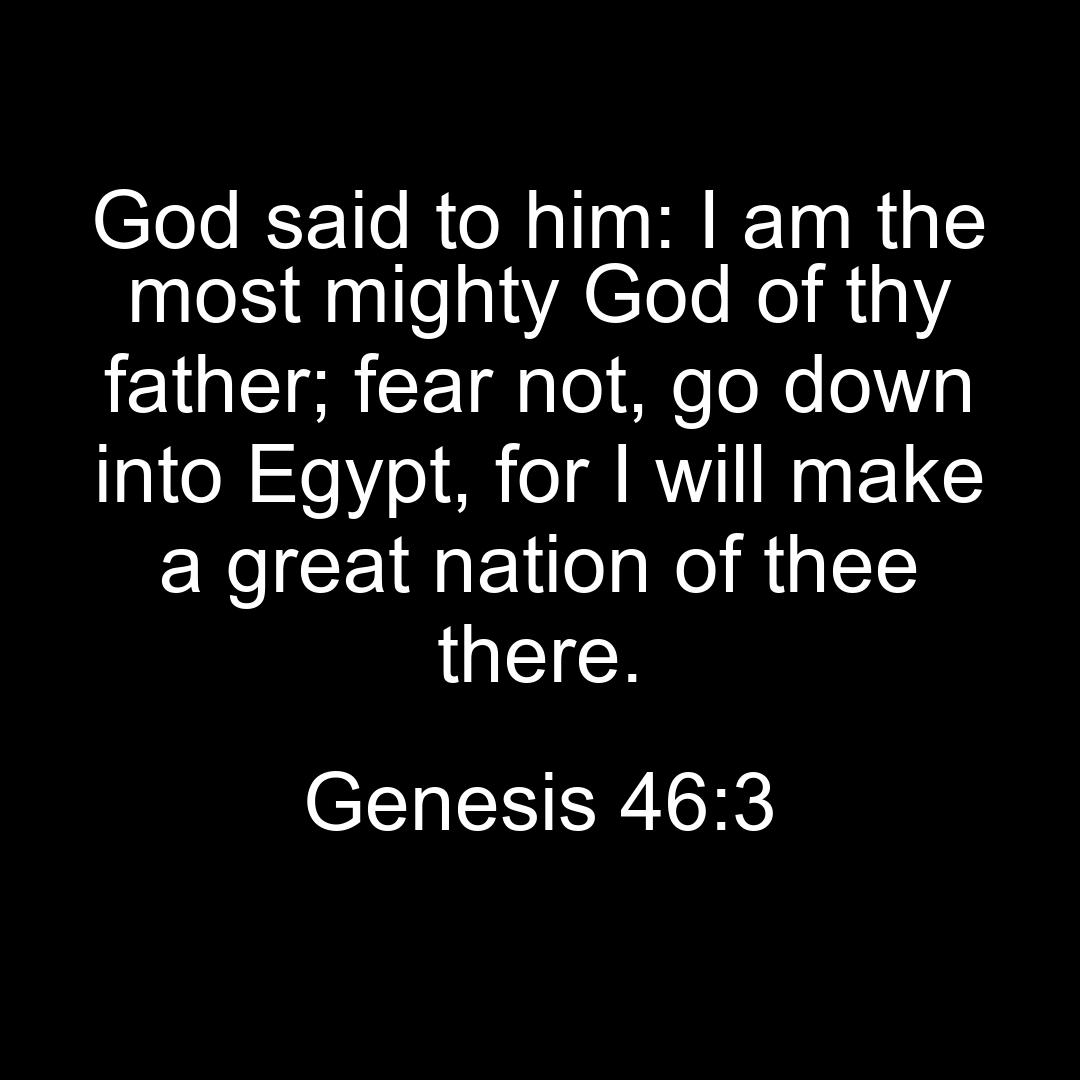 God said to him: I am the
most mighty God of thy
father; fear not, go down
into Egypt, for I will make
a great nation of thee
there.
Genesis 46:3